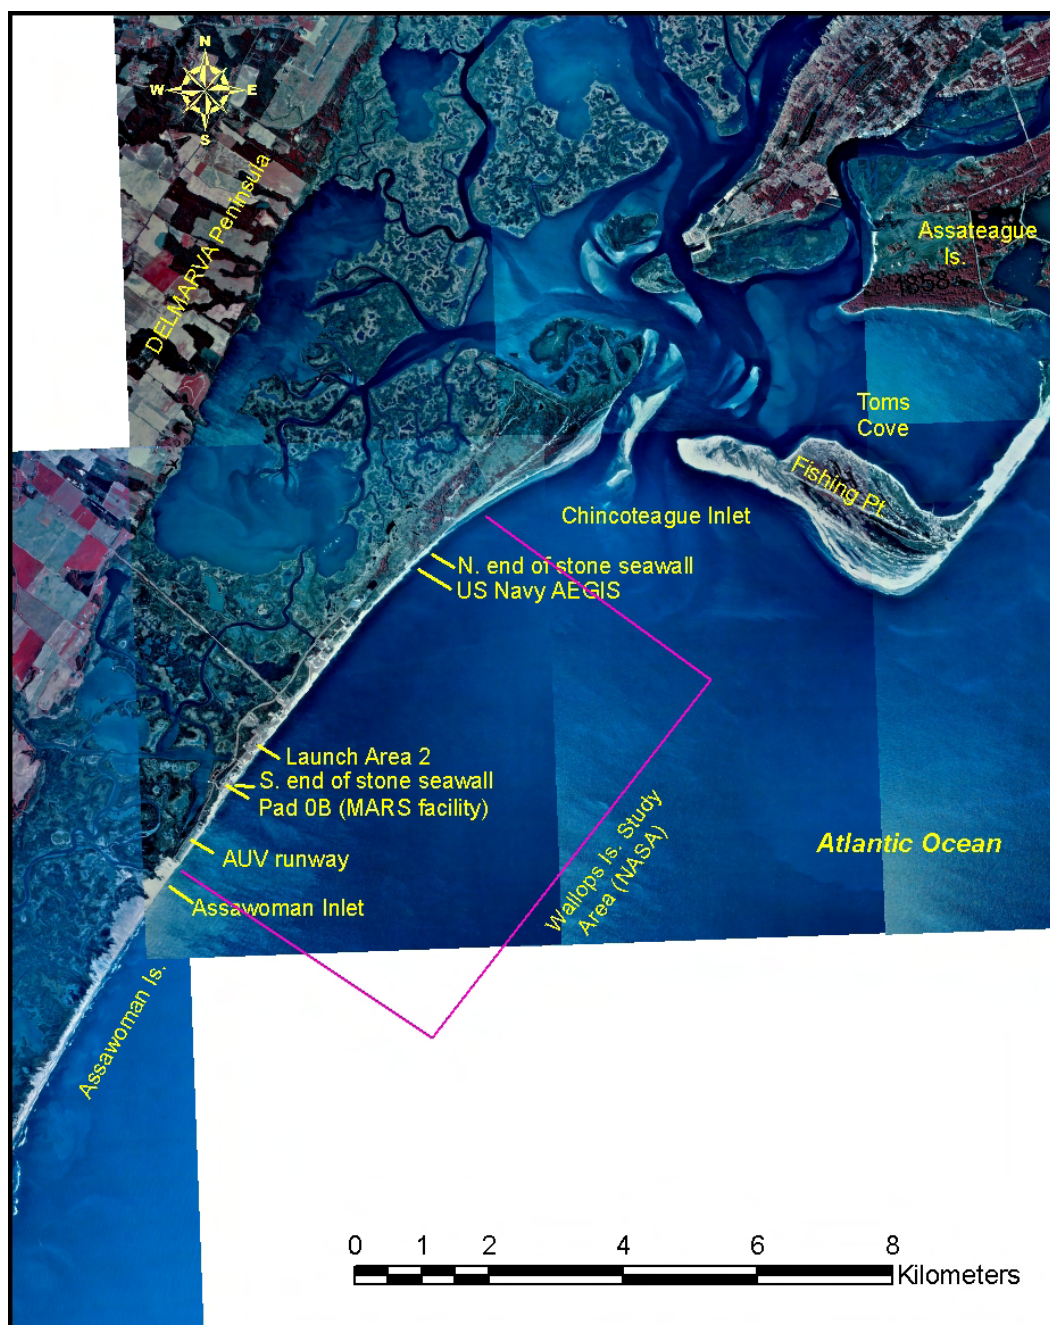 N
W E
S
DELMARVA Peninsula
Assateague
Is.
1858
Toms
Cove
Fishing Pt.
Chincoteague Inlet
N. end of stone seawall
US Navy AEGIS
Launch Area 2
S. end of stone seawall
Pad 0B (MARS facility)
AUV runway
Assawoman Inlet
Wallops Is. Study
Area (NASA)
Atlantic Ocean
Assawoman Is.
0 1 2 4 6 8
Kilometers